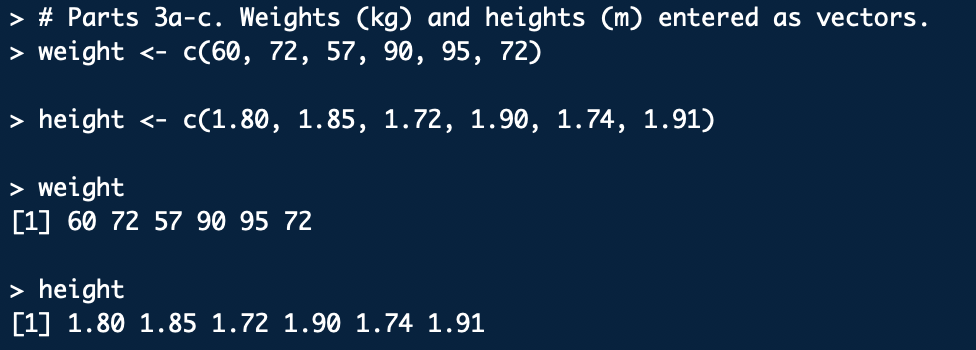 > # Parts 3a-c. Weights (kg) and heights (m) entered as vectors.
> weight <- c(60, 72, 57, 90, 95, 72)
> height <- c(1.80, 1.85, 1.72, 1.90, 1.74, 1.91)
> weight
[1] 60 72 57 90 95 72
> height
[1] 1.80 1.85 1.72 1.90 1.74 1.91